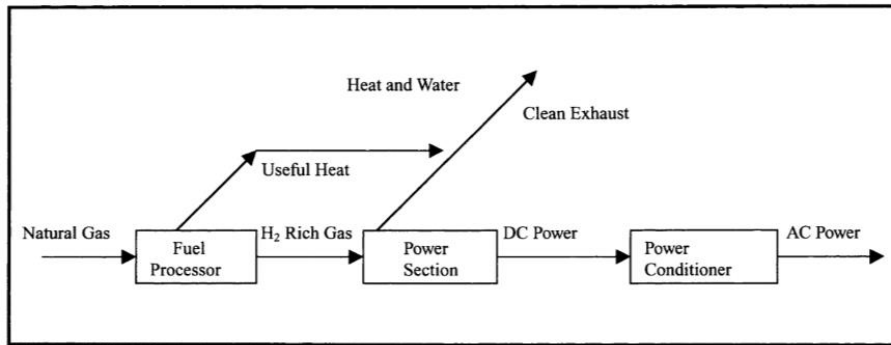 Heat and Water
Clean Exhaust
Useful Heat
Natural Gas
Fuel
Processor
H₂ Rich Gas
Power
Section
DC Power
Power
Conditioner
AC Power